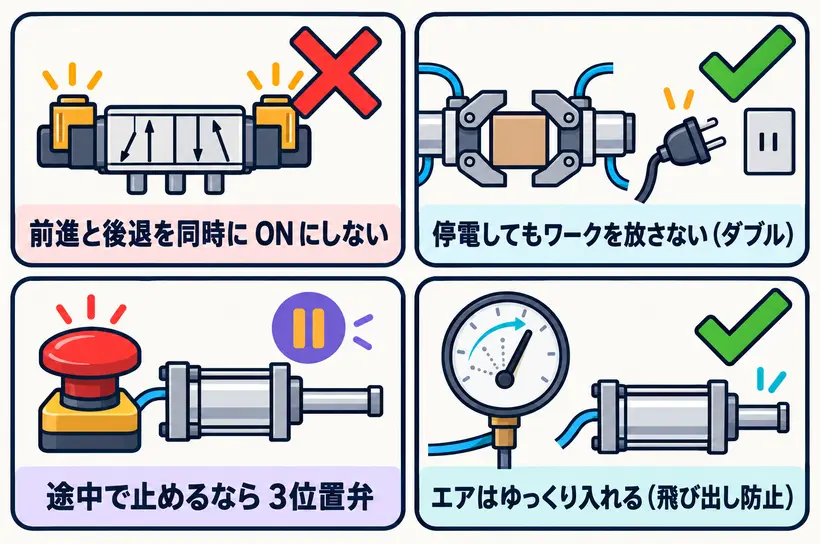 前進と後退を同時に ONにしない
停電してもワークを放さない（ダブル）
途中で止めるなら 3位置弁
エアはゆっくり入れる（飛び出し防止）